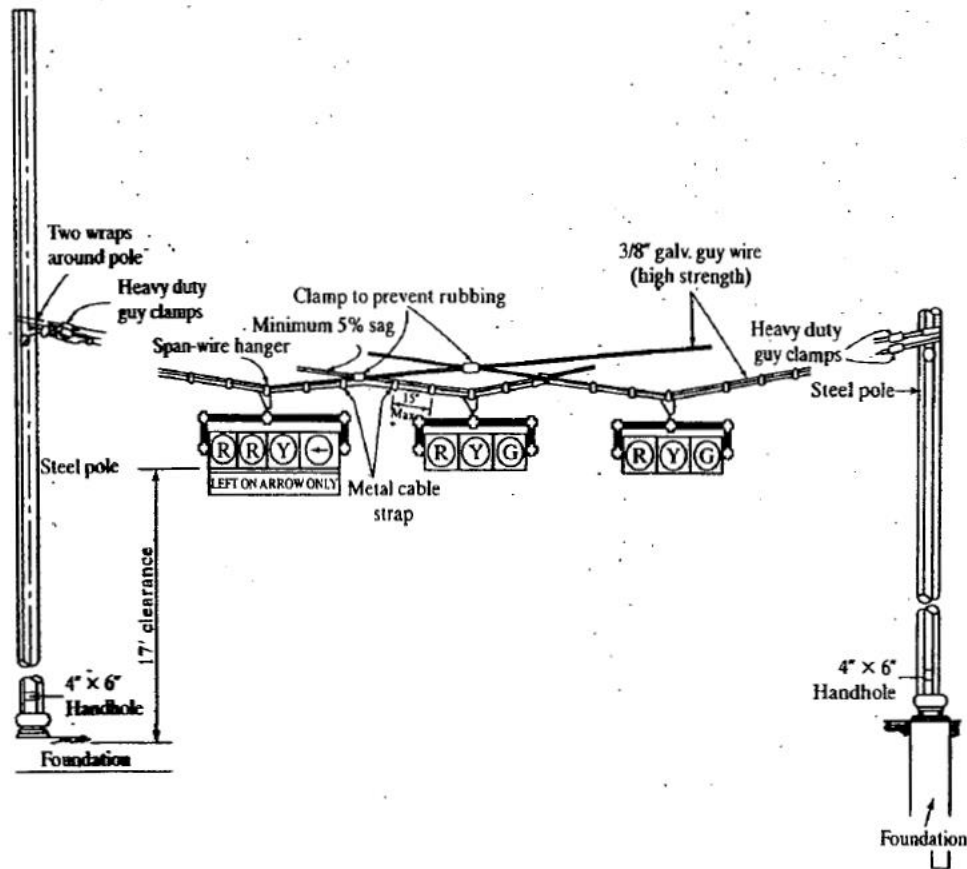 Two wraps
around pole
Heavy duty
guy clamps
Clamp to prevent rubbing
Minimum 5% sag
Span-wire hanger
3/8" galv. guy wire
(high strength)
Heavy duty
guy clamps
Steel pole
15"
Max.
R R Y ←
LEFT ON ARROW ONLY
R Y G
R Y G
Steel pole
Metal cable
strap
17' clearance
4" × 6"
Handhole
Foundation
4" × 6"
Handhole
Foundation